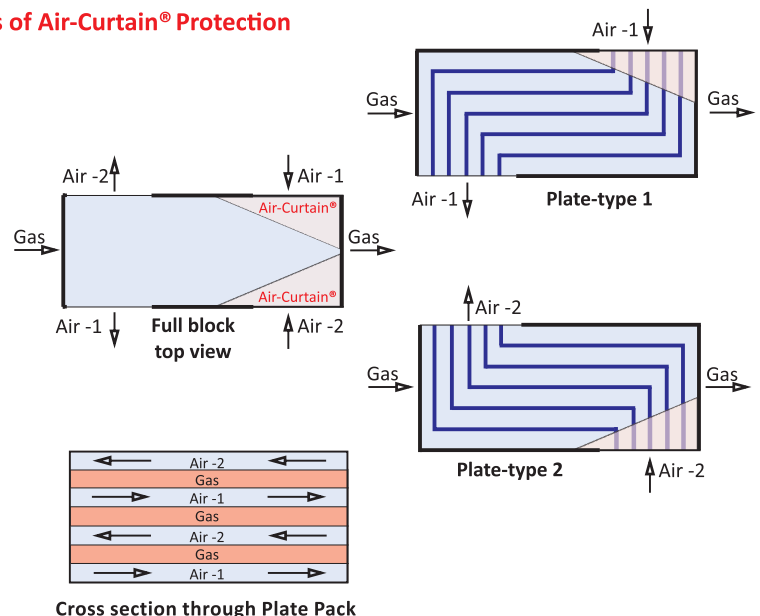 s of Air-Curtain® Protection
Air -1
Gas
Gas
Air -1
Plate-type 1
Air -2
Air -1
Air-Curtain®
Gas
Gas
Air-Curtain®
Air -1
Air -2
Full block
top view
Air -2
Gas
Gas
Plate-type 2
Air -2
Air -2
Gas
Air -1
Gas
Air -2
Gas
Air -1
Cross section through Plate Pack